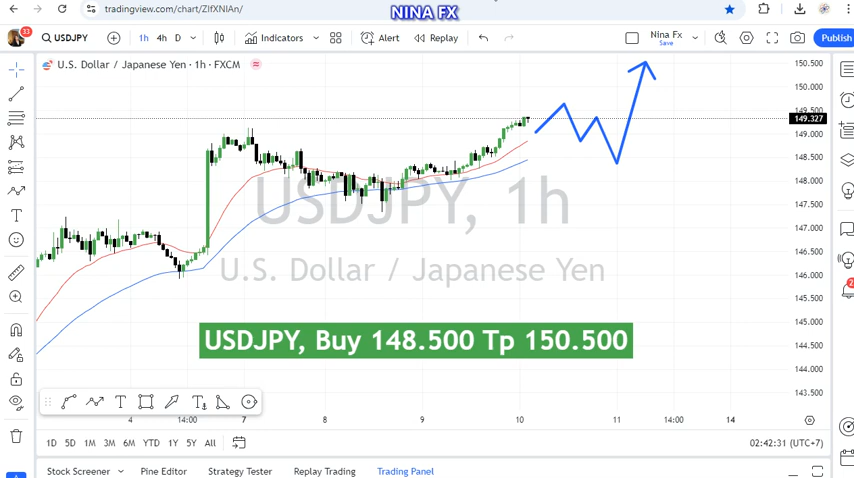 NINA FX
tradingview.com/chart/ZIfXNIAn/
33
USDJPY
1h 4h D
Indicators
Alert
Replay
Nina Fx
Save
Publish
U.S. Dollar / Japanese Yen · 1h · FXCM
150.500
150.000
149.500
149.327
149.000
148.500
148.000
147.500
147.000
146.500
146.000
145.500
145.000
144.500
144.000
143.500
USDJPY, 1h
U.S. Dollar / Japanese Yen
USDJPY, Buy 148.500 Tp 150.500
2
4 14:00 7 8 9 10 11 14:00 14
1D 5D 1M 3M 6M YTD 1Y 5Y All
02:42:31 (UTC+7)
Stock Screener Pine Editor Strategy Tester Replay Trading Trading Panel